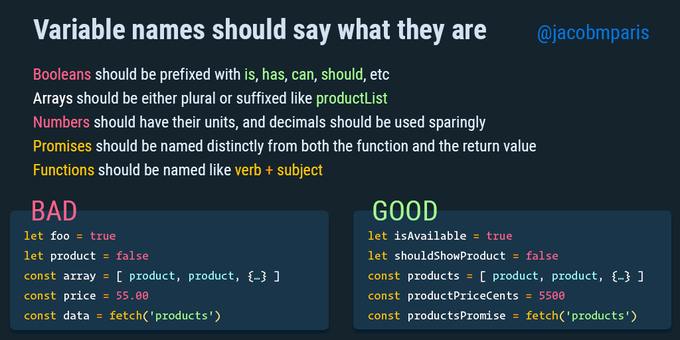 Variable names should say what they are
@jacobmparis
Booleans should be prefixed with is, has, can, should, etc
Arrays should be either plural or suffixed like productList
Numbers should have their units, and decimals should be used sparingly
Promises should be named distinctly from both the function and the return value
Functions should be named like verb + subject
BAD
let foo = true
let product = false
const array = [ product, product, {…} ]
const price = 55.00
const data = fetch('products')
GOOD
let isAvailable = true
let shouldShowProduct = false
const products = [ product, product, {…} ]
const productPriceCents = 5500
const productsPromise = fetch('products')